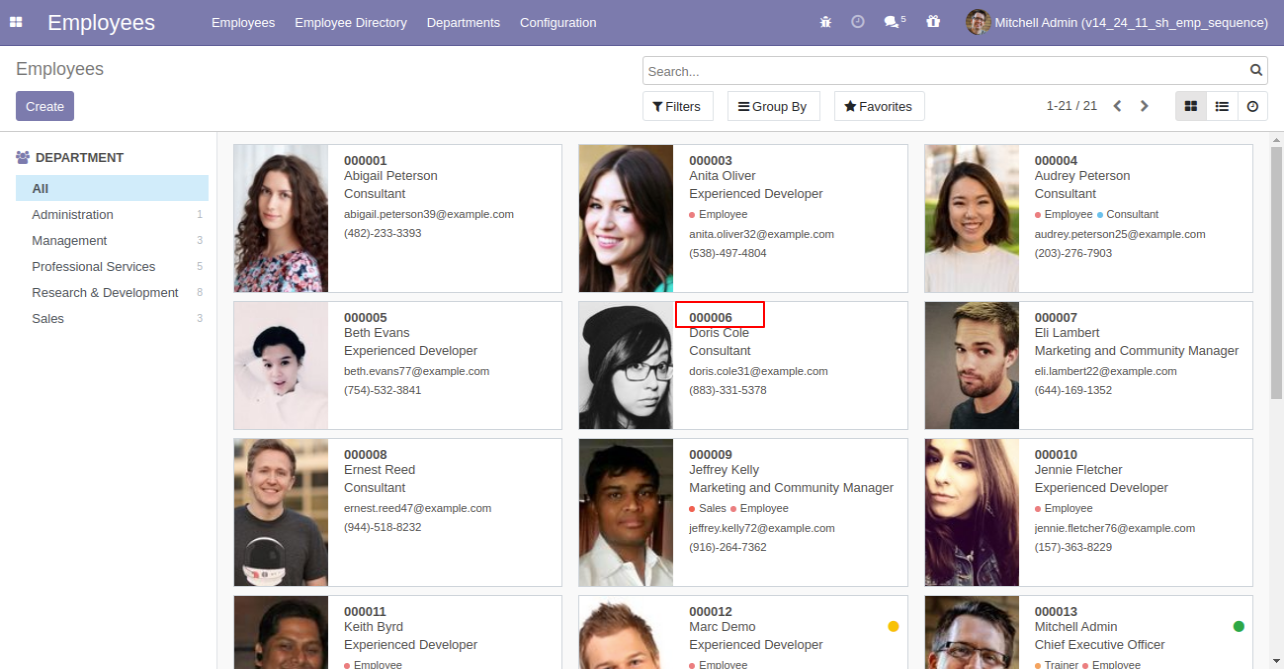 Employees
Employees Employee Directory Departments Configuration
5
Mitchell Admin (v14_24_11_sh_emp_sequence)
Employees
Search...
Create
Filters
Group By
Favorites
1-21 / 21
DEPARTMENT
All
Administration 1
Management 3
Professional Services 5
Research & Development 8
Sales 3
000001
Abigail Peterson
Consultant
abigail.peterson39@example.com
(482)-233-3393
000003
Anita Oliver
Experienced Developer
Employee
anita.oliver32@example.com
(538)-497-4804
000004
Audrey Peterson
Consultant
Employee Consultant
audrey.peterson25@example.com
(203)-276-7903
000005
Beth Evans
Experienced Developer
beth.evans77@example.com
(754)-532-3841
000006
Doris Cole
Consultant
doris.cole31@example.com
(883)-331-5378
000007
Eli Lambert
Marketing and Community Manager
eli.lambert22@example.com
(644)-169-1352
000008
Ernest Reed
Consultant
ernest.reed47@example.com
(944)-518-8232
000009
Jeffrey Kelly
Marketing and Community Manager
Sales Employee
jeffrey.kelly72@example.com
(916)-264-7362
000010
Jennie Fletcher
Experienced Developer
Employee
jennie.fletcher76@example.com
(157)-363-8229
000011
Keith Byrd
Experienced Developer
Employee
000012
Marc Demo
Experienced Developer
Employee
000013
Mitchell Admin
Chief Executive Officer
Trainer Employee